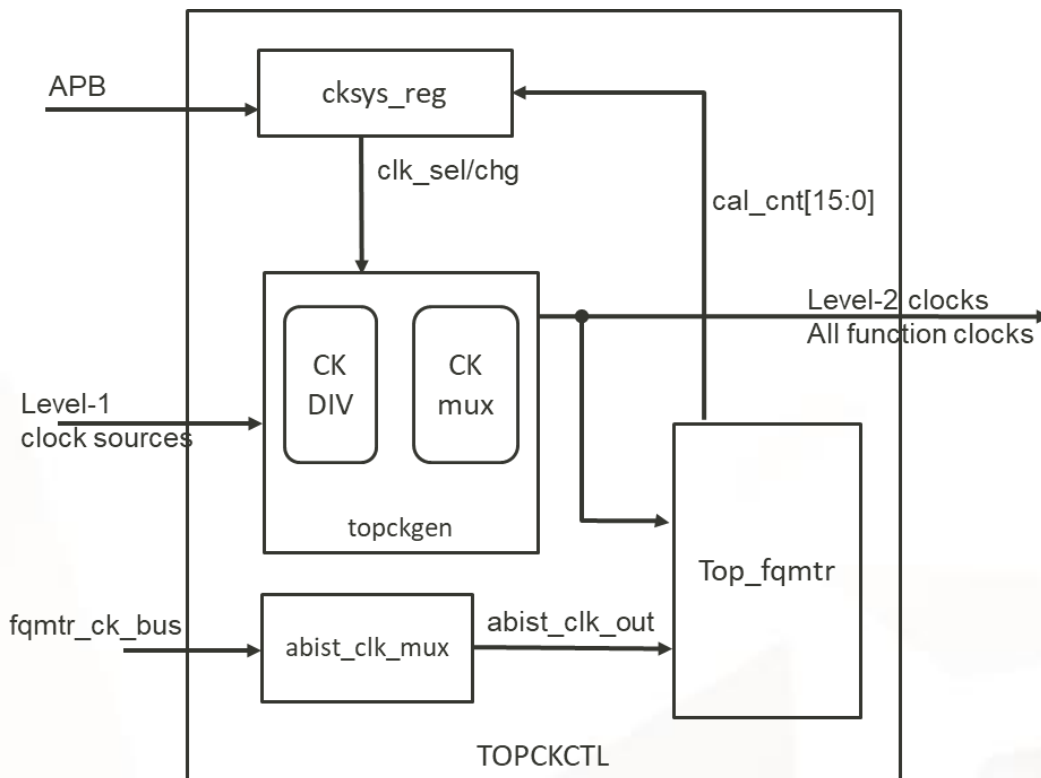 APB
cksys_reg
clk_sel/chg
cal_cnt[15:0]
Level-2 clocks
All function clocks
CK
DIV
CK
mux
Level-1
clock sources
topckgen
Top_fqmtr
fqmtr_ck_bus
abist_clk_mux
abist_clk_out
TOPCKCTL